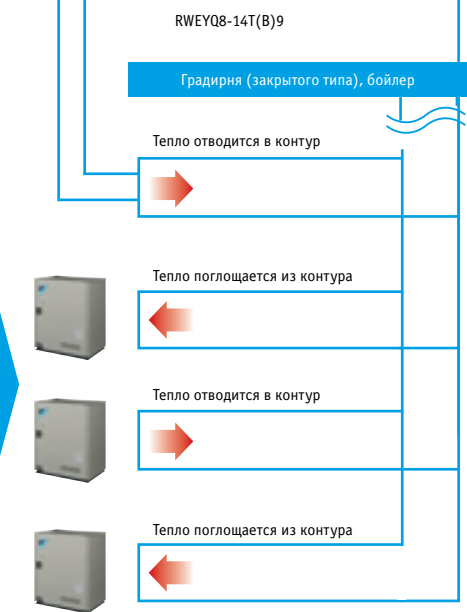 RWEYQ8-14T(B)9
Градирня (закрытого типа), бойлер
Тепло отводится в контур
Тепло поглощается из контура
Тепло отводится в контур
Тепло поглощается из контура